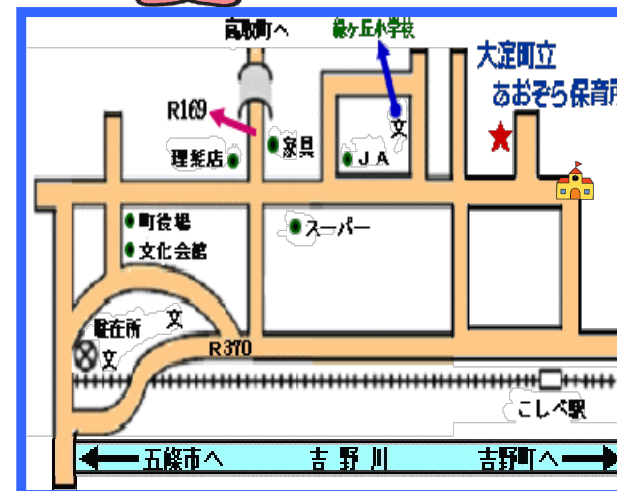 高取町へ
緑ヶ丘小学校
大淀町立
あおぞら保育所
R169
文
理髪店
家具
JA
町役場
文化会館
スーパー
駐在所
文
文
R370
こしべ駅
五條市へ
吉野川
吉野町へ